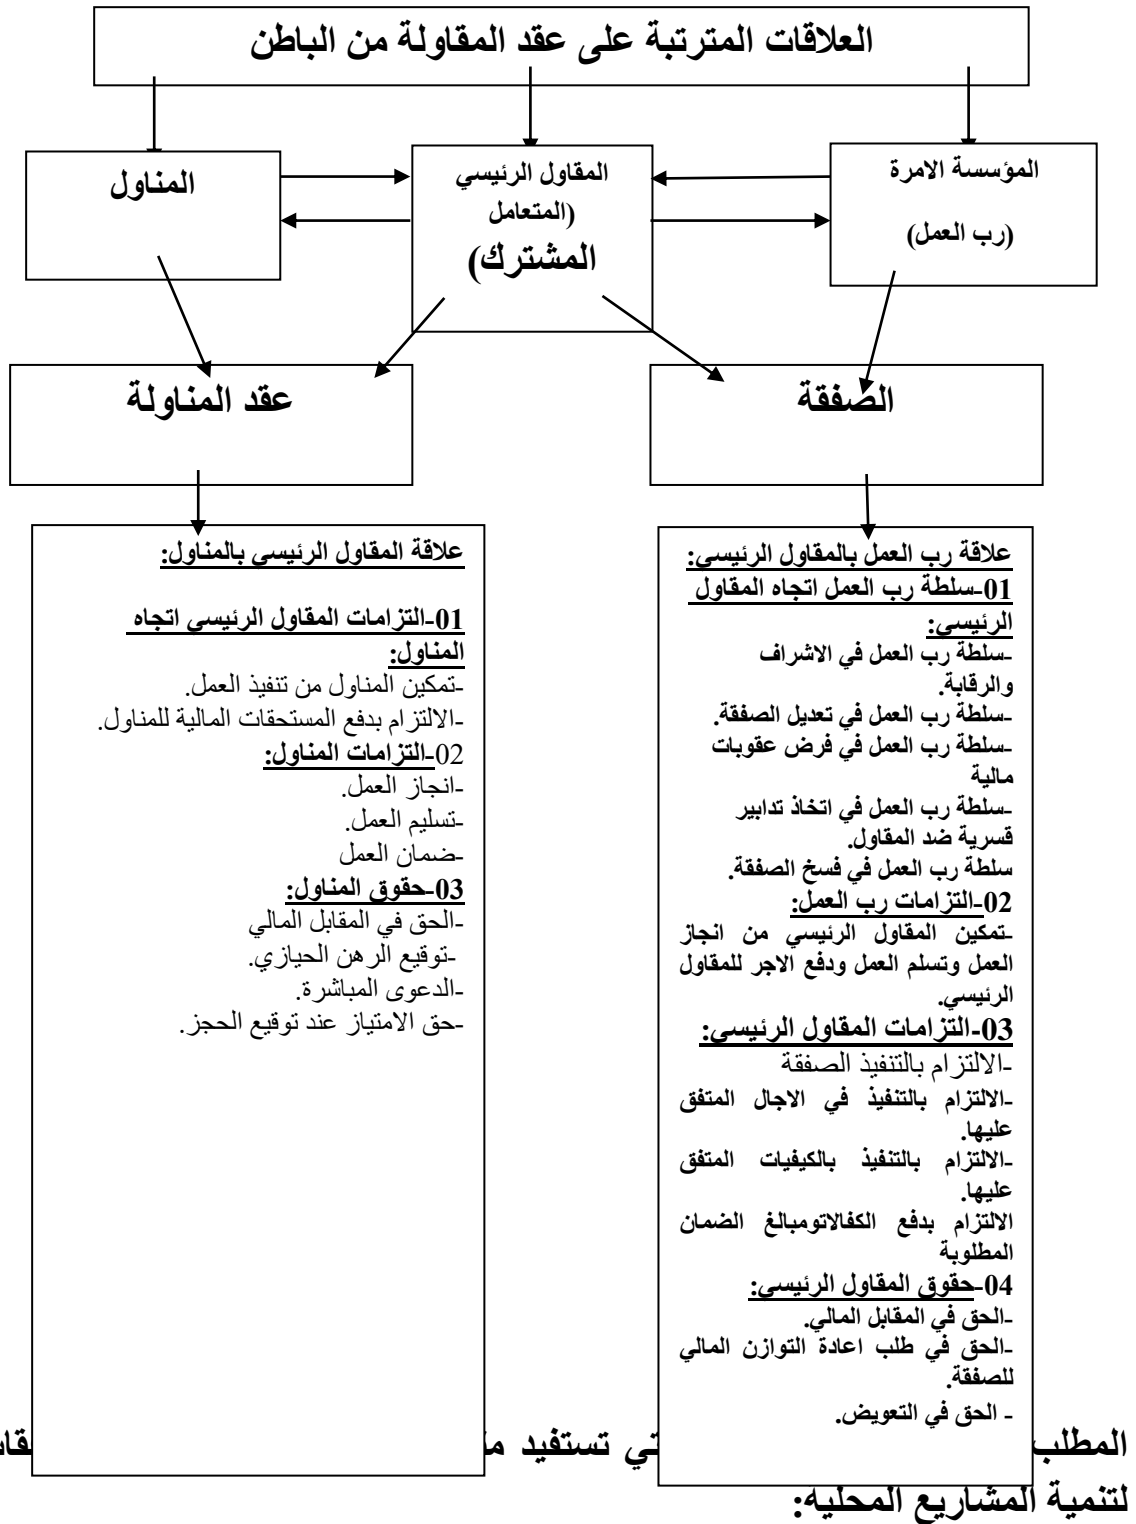 العلاقات المترتبة على عقد المقاولة من الباطن
المؤسسة الامرة
(رب العمل)
المقاول الرئيسي
(المتعامل
المشترك)
المناول
الصفقة
عقد المناولة
علاقة رب العمل بالمقاول الرئيسي:
01-سلطة رب العمل اتجاه المقاول
الرئيسي:
-سلطة رب العمل في الاشراف
والرقابة.
-سلطة رب العمل في تعديل الصفقة.
-سلطة رب العمل في فرض عقوبات
مالية
-سلطة رب العمل في اتخاذ تدابير
قسرية ضد المقاول.
سلطة رب العمل في فسخ الصفقة.
02-التزامات رب العمل:
-تمكين المقاول الرئيسي من انجاز
العمل وتسلم العمل ودفع الاجر للمقاول
الرئيسي.
03-التزامات المقاول الرئيسي:
-الالتزام بالتنفيذ الصفقة
-الالتزام بالتنفيذ في الاجال المتفق
عليها.
-الالتزام بالتنفيذ بالكيفيات المتفق
عليها.
الالتزام بدفع الكفالاتومبالغ الضمان
المطلوبة
04-حقوق المقاول الرئيسي:
-الحق في المقابل المالي.
-الحق في طلب اعادة التوازن المالي
للصفقة.
- الحق في التعويض.
علاقة المقاول الرئيسي بالمناول:
01-التزامات المقاول الرئيسي اتجاه
المناول:
-تمكين المناول من تنفيذ العمل.
-الالتزام بدفع المستحقات المالية للمناول.
02-التزامات المناول:
-انجاز العمل.
-تسليم العمل.
-ضمان العمل
03-حقوق المناول:
-الحق في المقابل المالي
-توقيع الرهن الحيازي.
-الدعوى المباشرة.
-حق الامتياز عند توقيع الحجز.
المطلب تستفيد
لتنمية المشاريع المحليه: